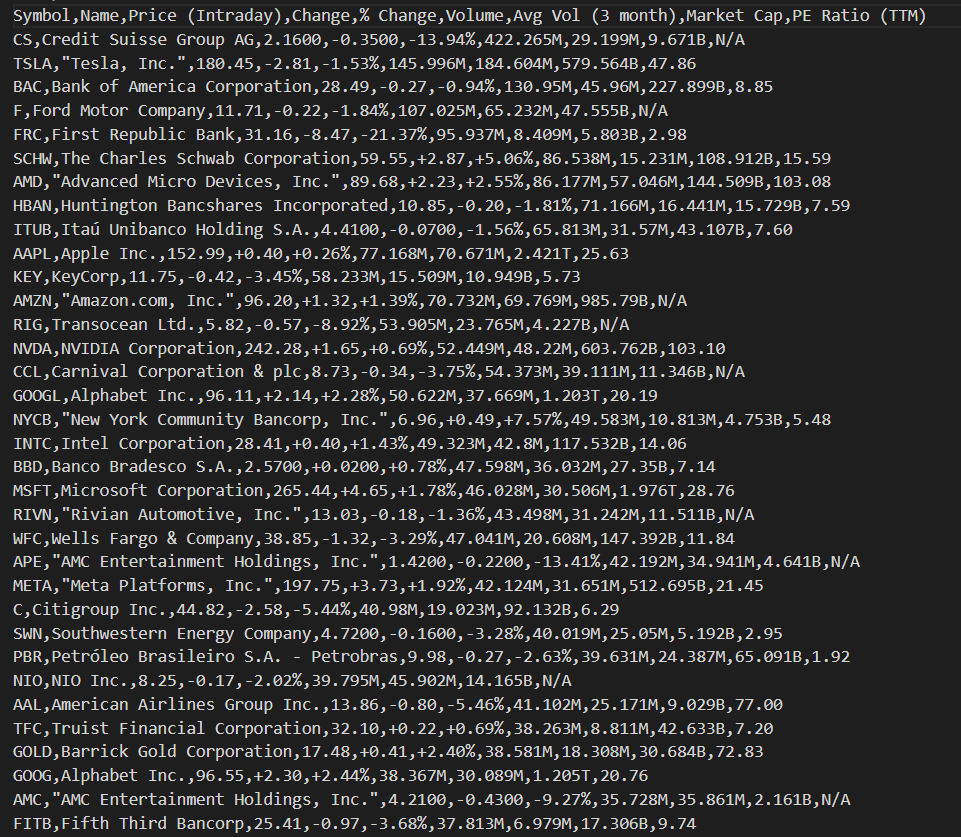 Symbol,Name,Price (Intraday),Change,% Change,Volume,Avg Vol (3 month),Market Cap,PE Ratio (TTM)
CS,Credit Suisse Group AG,2.1600,-0.3500,-13.94%,422.265M,29.199M,9.671B,N/A
TSLA,"Tesla, Inc.",180.45,-2.81,-1.53%,145.996M,184.604M,579.564B,47.86
BAC,Bank of America Corporation,28.49,-0.27,-0.94%,130.95M,45.96M,227.899B,8.85
F,Ford Motor Company,11.71,-0.22,-1.84%,107.025M,65.232M,47.555B,N/A
FRC,First Republic Bank,31.16,-8.47,-21.37%,95.937M,8.409M,5.803B,2.98
SCHW,The Charles Schwab Corporation,59.55,+2.87,+5.06%,86.538M,15.231M,108.912B,15.59
AMD,"Advanced Micro Devices, Inc.",89.68,+2.23,+2.55%,86.177M,57.046M,144.509B,103.08
HBAN,Huntington Bancshares Incorporated,10.85,-0.20,-1.81%,71.166M,16.441M,15.729B,7.59
ITUB,Itaú Unibanco Holding S.A.,4.4100,-0.0700,-1.56%,65.813M,31.57M,43.107B,7.60
AAPL,Apple Inc.,152.99,+0.40,+0.26%,77.168M,70.671M,2.421T,25.63
KEY,KeyCorp,11.75,-0.42,-3.45%,58.233M,15.509M,10.949B,5.73
AMZN,"Amazon.com, Inc.",96.20,+1.32,+1.39%,70.732M,69.769M,985.79B,N/A
RIG,Transocean Ltd.,5.82,-0.57,-8.92%,53.905M,23.765M,4.227B,N/A
NVDA,NVIDIA Corporation,242.28,+1.65,+0.69%,52.449M,48.22M,603.762B,103.10
CCL,Carnival Corporation & plc,8.73,-0.34,-3.75%,54.373M,39.111M,11.346B,N/A
GOOGL,Alphabet Inc.,96.11,+2.14,+2.28%,50.622M,37.669M,1.203T,20.19
NYCB,"New York Community Bancorp, Inc.",6.96,+0.49,+7.57%,49.583M,10.813M,4.753B,5.48
INTC,Intel Corporation,28.41,+0.40,+1.43%,49.323M,42.8M,117.532B,14.06
BBD,Banco Bradesco S.A.,2.5700,+0.0200,+0.78%,47.598M,36.032M,27.35B,7.14
MSFT,Microsoft Corporation,265.44,+4.65,+1.78%,46.028M,30.506M,1.976T,28.76
RIVN,"Rivian Automotive, Inc.",13.03,-0.18,-1.36%,43.498M,31.242M,11.511B,N/A
WFC,Wells Fargo & Company,38.85,-1.32,-3.29%,47.041M,20.608M,147.392B,11.84
APE,"AMC Entertainment Holdings, Inc.",1.4200,-0.2200,-13.41%,42.192M,34.941M,4.641B,N/A
META,"Meta Platforms, Inc.",197.75,+3.73,+1.92%,42.124M,31.651M,512.695B,21.45
C,Citigroup Inc.,44.82,-2.58,-5.44%,40.98M,19.023M,92.132B,6.29
SWN,Southwestern Energy Company,4.7200,-0.1600,-3.28%,40.019M,25.05M,5.192B,2.95
PBR,Petróleo Brasileiro S.A. - Petrobras,9.98,-0.27,-2.63%,39.631M,24.387M,65.091B,1.92
NIO,NIO Inc.,8.25,-0.17,-2.02%,39.795M,45.902M,14.165B,N/A
AAL,American Airlines Group Inc.,13.86,-0.80,-5.46%,41.102M,25.171M,9.029B,77.00
TFC,Truist Financial Corporation,32.10,+0.22,+0.69%,38.263M,8.811M,42.633B,7.20
GOLD,Barrick Gold Corporation,17.48,+0.41,+2.40%,38.581M,18.308M,30.684B,72.83
GOOG,Alphabet Inc.,96.55,+2.30,+2.44%,38.367M,30.089M,1.205T,20.76
AMC,"AMC Entertainment Holdings, Inc.",4.2100,-0.4300,-9.27%,35.728M,35.861M,2.161B,N/A
FITB,Fifth Third Bancorp,25.41,-0.97,-3.68%,37.813M,6.979M,17.306B,9.74